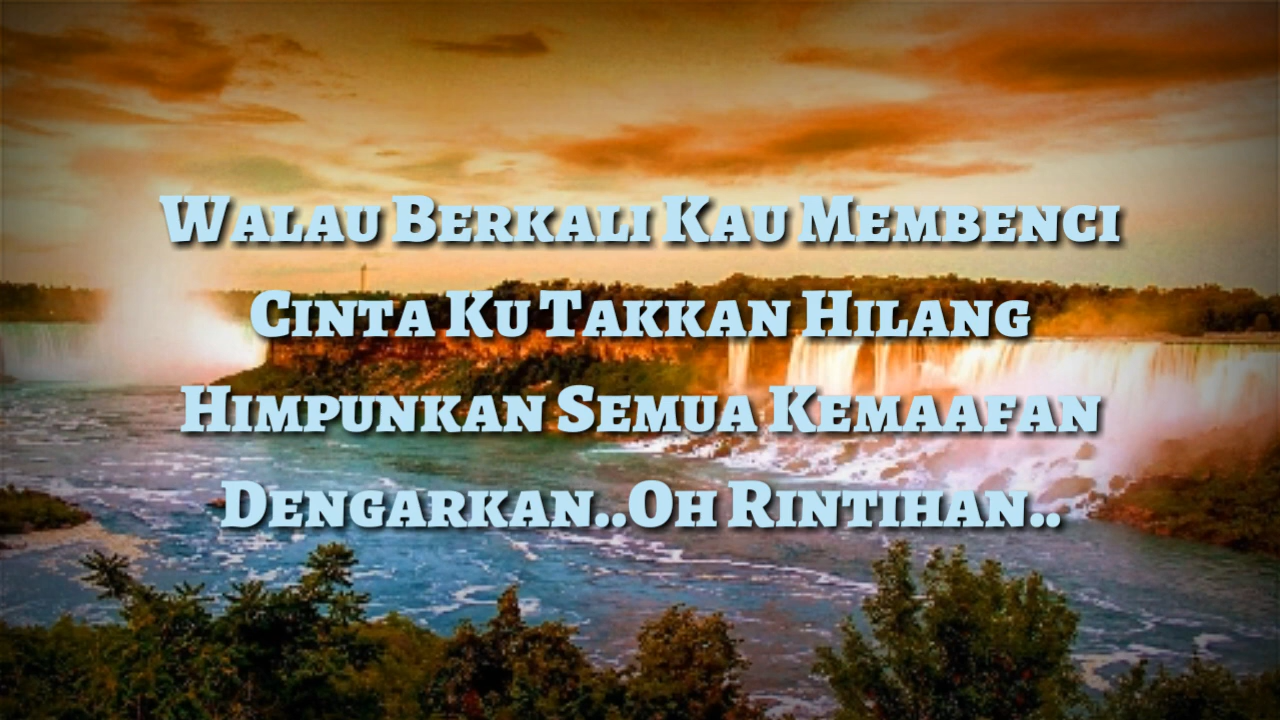 Walau Berkali Kau Membenci
Cinta Ku Takkan Hilang
Himpunkan Semua Kemaafan
Dengarkan..Oh Rintihan..